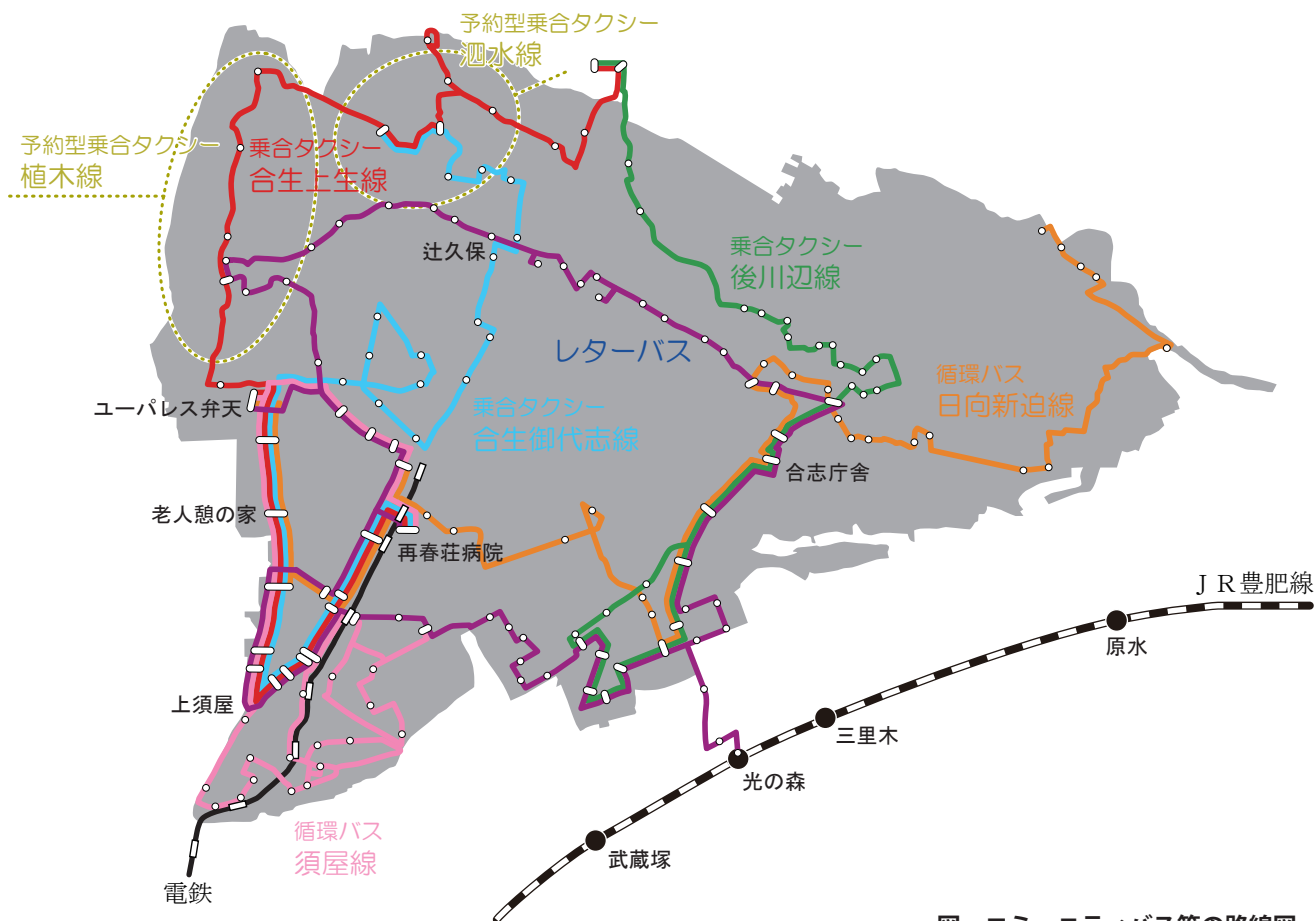 予約型乗合タクシー
泗水線
予約型乗合タクシー
植木線
乗合タクシー
合生上生線
辻久保
乗合タクシー
後川辺線
レターバス
循環バス
日向新迫線
ユーパレス弁天
乗合タクシー
合生御代志線
合志庁舎
老人憩の家
再春荘病院
JR豊肥線
原水
上須屋
三里木
光の森
循環バス
須屋線
武蔵塚
電鉄